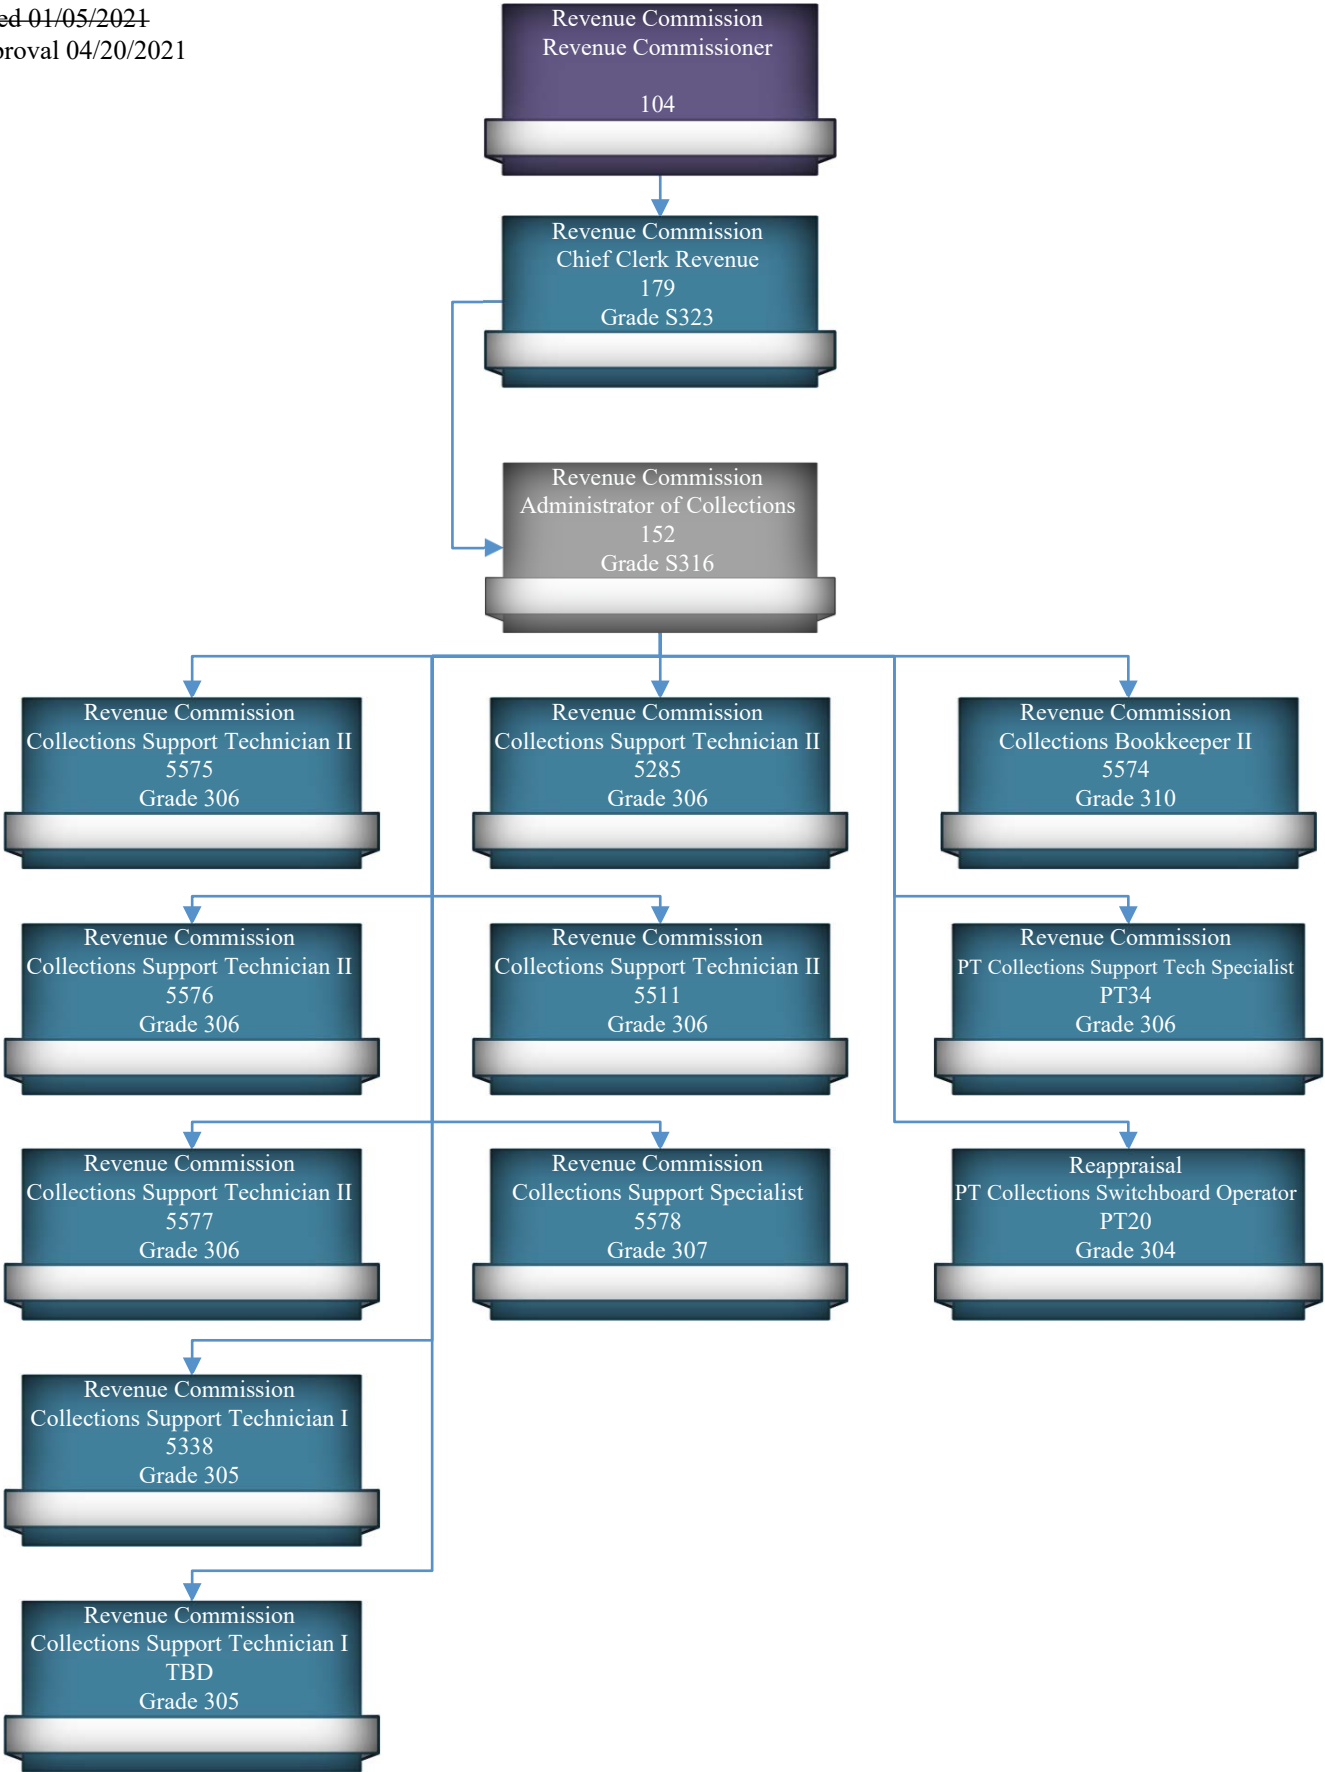 01/05/2021
04/20/2021
Revenue Commission
Revenue Commissioner
104
Revenue Commission
Chief Clerk Revenue
179
Grade S323
Revenue Commission
Administrator of Collections
152
Grade S316
Revenue Commission
Collections Support Technician II
5575
Grade 306
Revenue Commission
Collections Support Technician II
5285
Grade 306
Revenue Commission
Collections Bookkeeper II
5574
Grade 310
Revenue Commission
Collections Support Technician II
5576
Grade 306
Revenue Commission
Collections Support Technician II
5511
Grade 306
Revenue Commission
PT Collections Support Tech Specialist
PT34
Grade 306
Revenue Commission
Collections Support Technician II
5577
Grade 306
Revenue Commission
Collections Support Specialist
5578
Grade 307
Reappraisal
PT Collections Switchboard Operator
PT20
Grade 304
Revenue Commission
Collections Support Technician I
5338
Grade 305
Revenue Commission
Collections Support Technician I
TBD
Grade 305